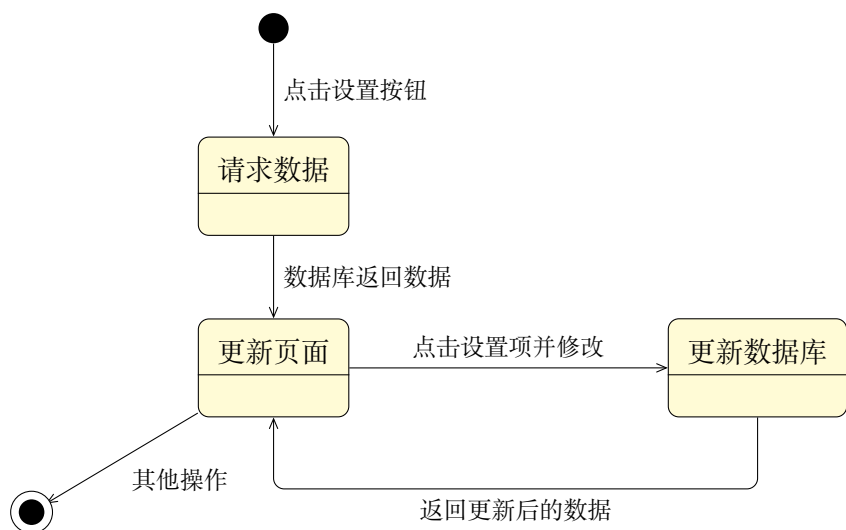 点击设置按钮
请求数据
数据库返回数据
更新页面
点击设置项并修改
更新数据库
其他操作
返回更新后的数据